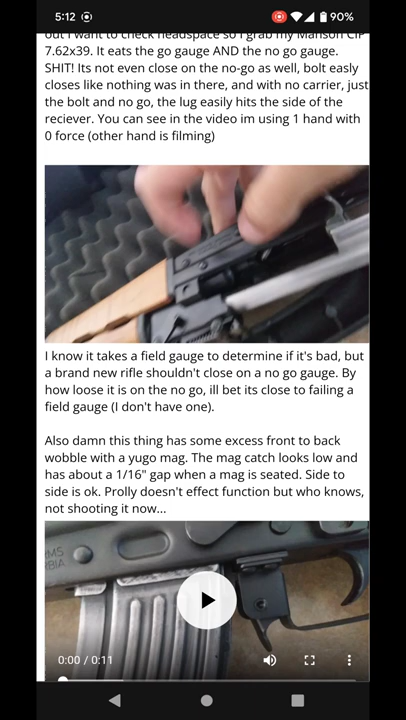 5:12
90%
out I want to check headspace so I grab my Manson CIP
7.62x39. It eats the go gauge AND the no go gauge.
SHIT! Its not even close on the no-go as well, bolt easly
closes like nothing was in there, and with no carrier, just
the bolt and no go, the lug easily hits the side of the
reciever. You can see in the video im using 1 hand with
0 force (other hand is filming)
I know it takes a field gauge to determine if it's bad, but
a brand new rifle shouldn't close on a no go gauge. By
how loose it is on the no go, ill bet its close to failing a
field gauge (I don't have one).
Also damn this thing has some excess front to back
wobble with a yugo mag. The mag catch looks low and
has about a 1/16" gap when a mag is seated. Side to
side is ok. Prolly doesn't effect function but who knows,
not shooting it now...
RMS
RBIA
0:00 / 0:11